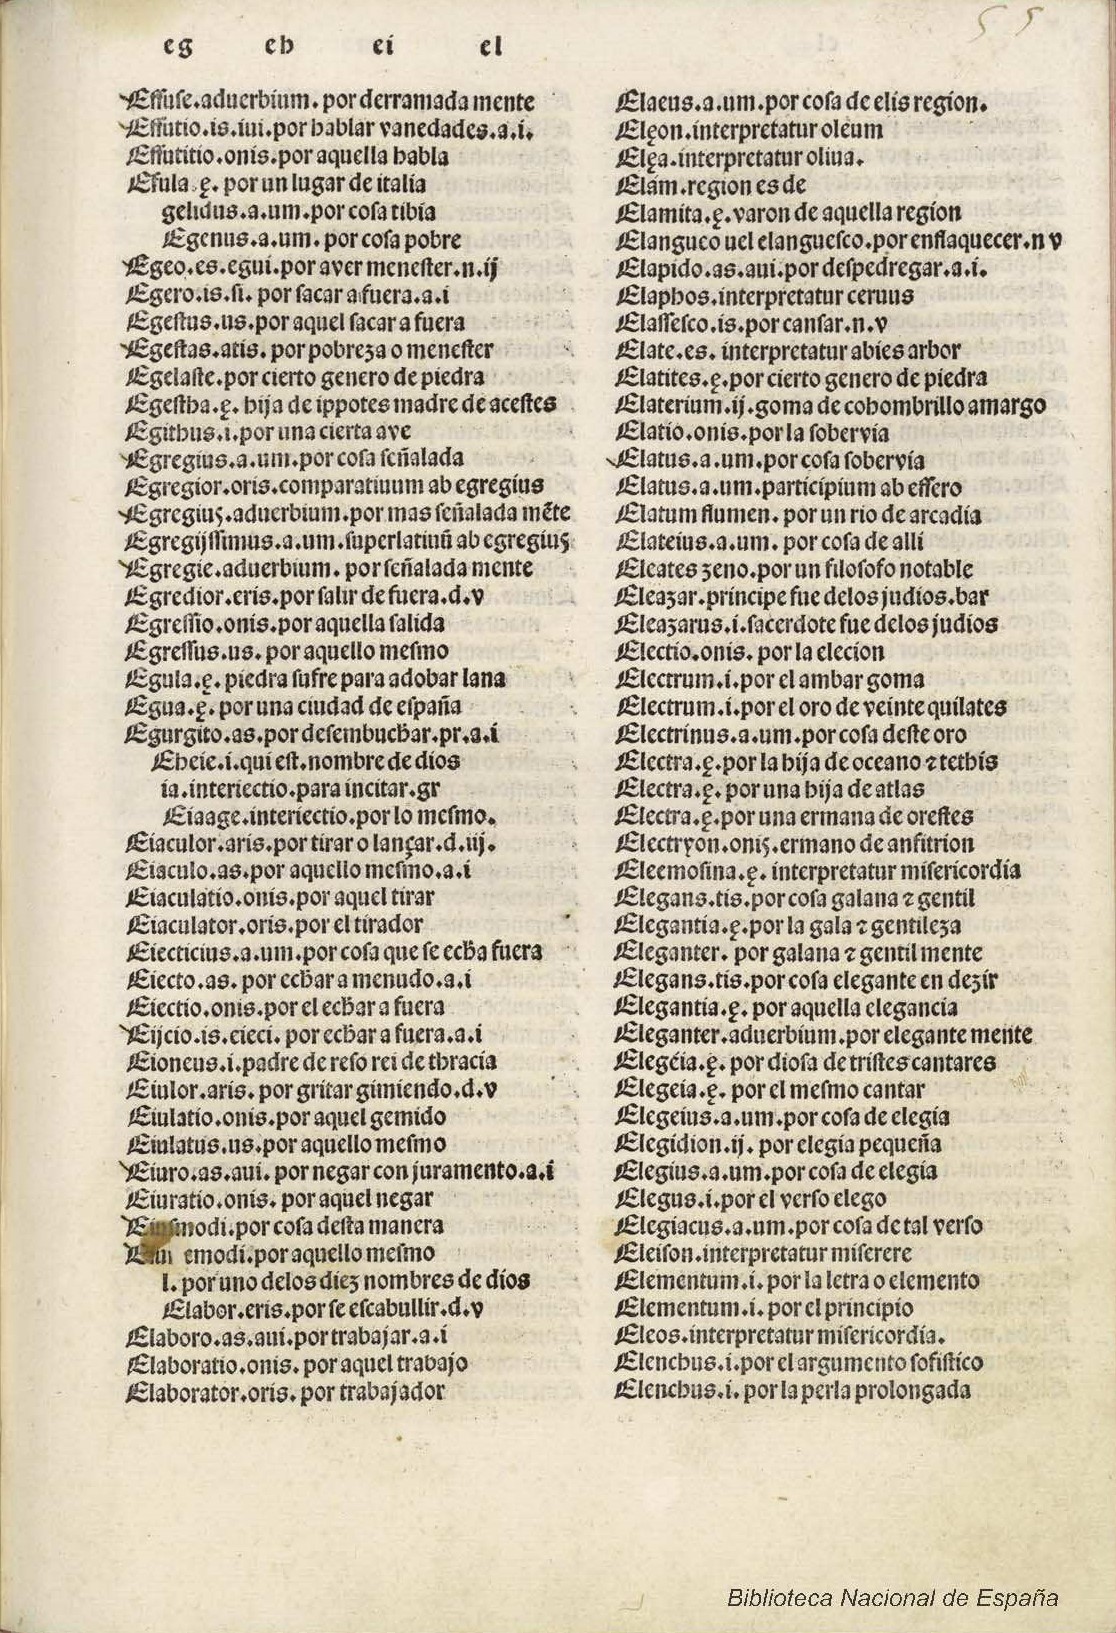 eg eh ei el
55
Effuse.aduerbium.por derramada mente
Effutio.is.iui.por hablar vanedades.a.i.
Effutitio.onis.por aquella habla
Efula.ę.por un lugar de italia
gelidus.a.um.por cosa tibia
Egenus.a.um.por cosa pobre
Egeo.es.egui.por aver menester.n.ij
Egero.is.si.por sacar a fuera.a.i
Egestus.us.por aquel sacar a fuera
Egestas.atis.por pobreza o menester
Egelaste.por cierto genero de piedra
Egestha.ę.hija de ippotes madre de acestes
Egithus.i.por una cierta ave
Egregius.a.um.por cosa señalada
Egregior.oris.comparatiuum ab egregius
Egregiuꝰ.aduerbium.por mas señalada mẽte
Egregijssimus.a.um.superlatiuũ ab egregiuꝰ
Egregie.aduerbium.por señalada mente
Egredior.eris.por salir de fuera.d.v
Egressio.onis.por aquella salida
Egressus.us.por aquello mesmo
Egula.ę.piedra sufre para adobar lana
Egua.ę.por una ciudad de españa
Egurgito.as.por desembuchar.pr.a.i
Eheie.i.qui est.nombre de dios
ia.interiectio.para incitar.gr
Eiaage.interiectio.por lo mesmo.
Eiaculor.aris.por tirar o lançar.d.iij.
Eiaculo.as.por aquello mesmo.a.i
Eiaculatio.onis.por aquel tirar
Eiaculator.oris.por el tirador
Eiecticius.a.um.por cosa que se echa fuera
Eiecto.as.por echar a menudo.a.i
Eiectio.onis.por el echar a fuera
Eijcio.is.eieci.por echar a fuera.a.i
Eioneus.i.padre de reso rei de thracia
Eiulor.aris.por gritar gimiendo.d.v
Eiulatio.onis.por aquel gemido
Eiulatus.us.por aquello mesmo
Eiuro.as.aui.por negar con juramento.a.i
Eiuratio.onis.por aquel negar
Eiusmodi.por cosa desta manera
emodi.por aquello mesmo
l.por uno delos diez nombres de dios
Elabor.eris.por se escabullir.d.v
Elaboro.as.aui.por trabajar.a.i
Elaboratio.onis.por aquel trabajo
Elaborator.oris.por trabajador
Elaeus.a.um.por cosa de elis region.
Elęon.interpretatur oleum
Elęa.interpretatur oliua.
Elam.region es de
Elamita.ę.varon de aquella region
Elangueo uel elanguesco.por enflaquecer.n v
Elapido.as.aui.por despedregar.a.i.
Elaphos.interpretatur ceruus
Elassesco.is.por cansar.n.v
Elate.es.interpretatur abies arbor
Elatites.ę.por cierto genero de piedra
Elaterium.ij.goma de cohombrillo amargo
Elatio.onis.por la sobervia
Elatus.a.um.por cosa sobervia
Elatus.a.um.participium ab effero
Elatum flumen.por un rio de arcadia
Elateius.a.um.por cosa de alli
Eleates zeno.por un filosofo notable
Eleazar.principe fue delos judios.bar
Eleazarus.i.sacerdote fue delos judios
Electio.onis.por la elecion
Electrum.i.por el ambar goma
Electrum.i.por el oro de veinte quilates
Electrinus.a.um.por cosa deste oro
Electra.ę.por la hija de oceano ⁊ tethis
Electra.ę.por una hija de atlas
Electra.ę.por una ermana de orestes
Electryon.oniꝰ.ermano de anfitrion
Eleemosina.ę.interpretatur misericordia
Elegans.tis.por cosa galana ⁊ gentil
Elegantia.ę.por la gala ⁊ gentileza
Eleganter.por galana ⁊ gentil mente
Elegans.tis.por cosa elegante en dezir
Elegantia.ę.por aquella elegancia
Eleganter.aduerbium.por elegante mente
Elegeia.ę.por diosa de tristes cantares
Elegeia.ę.por el mesmo cantar
Elegeius.a.um.por cosa de elegia
Elegidion.ij.por elegia pequeña
Elegius.a.um.por cosa de elegia
Elegus.i.por el verso elego
Elegiacus.a.um.por cosa de tal verso
Eleison.interpretatur miserere
Elementum.i.por la letra o elemento
Elementum.i.por el principio
Eleos.interpretatur misericordia.
Elenchus.i.por el argumento sofistico
Elenchus.i.por la perla prolongada
Biblioteca Nacional de España